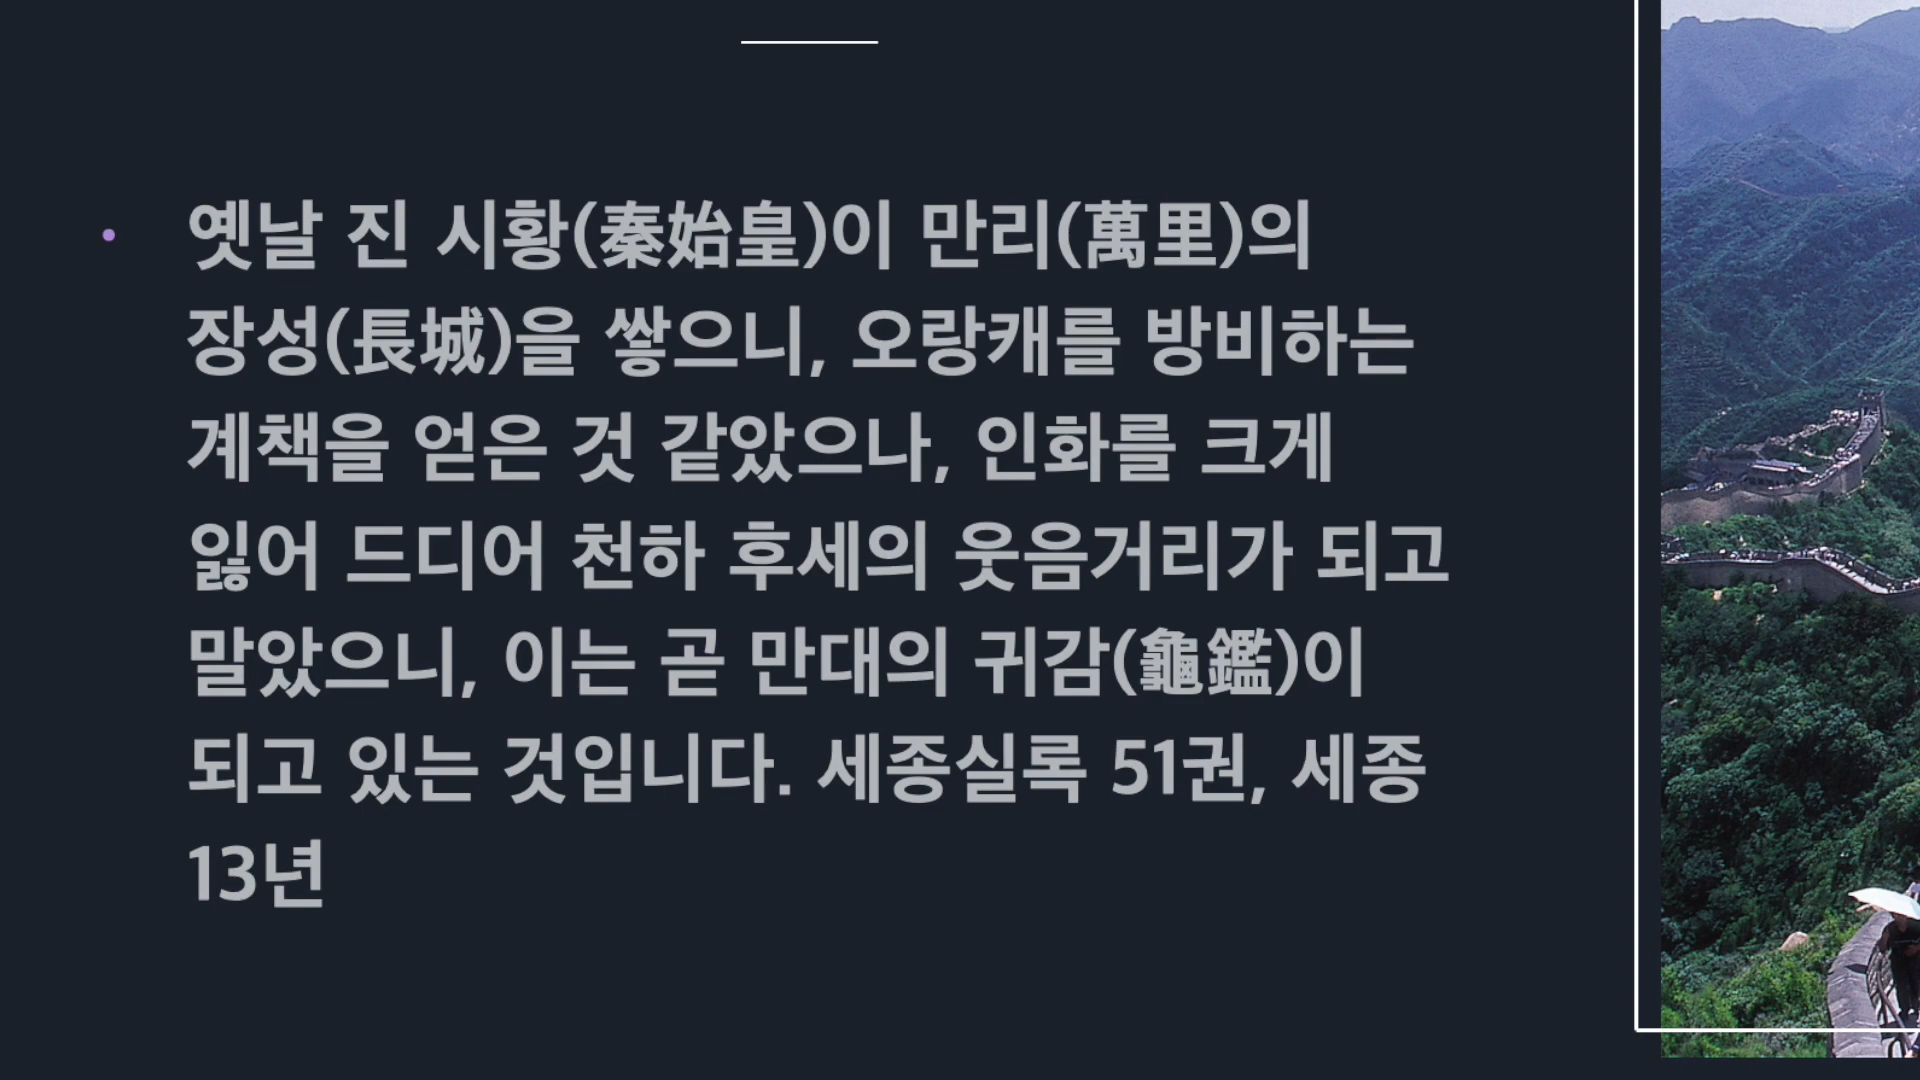 옛날 진 시황(秦始皇)이 만리(萬里)의
장성(長城)을 쌓으니, 오랑캐를 방비하는
계책을 얻은 것 같았으나, 인화를 크게
잃어 드디어 천하 후세의 웃음거리가 되고
말았으니, 이는 곧 만대의 귀감(龜鑑)이
되고 있는 것입니다. 세종실록 51권, 세종
13년